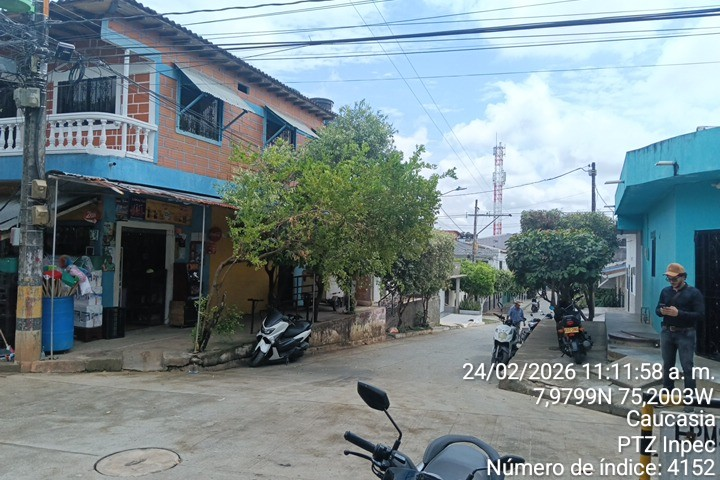 24/02/2026 11:11:58 a. m.
7,9799N 75,2003W
Caucasia
PTZ Inpec
Número de índice: 4152